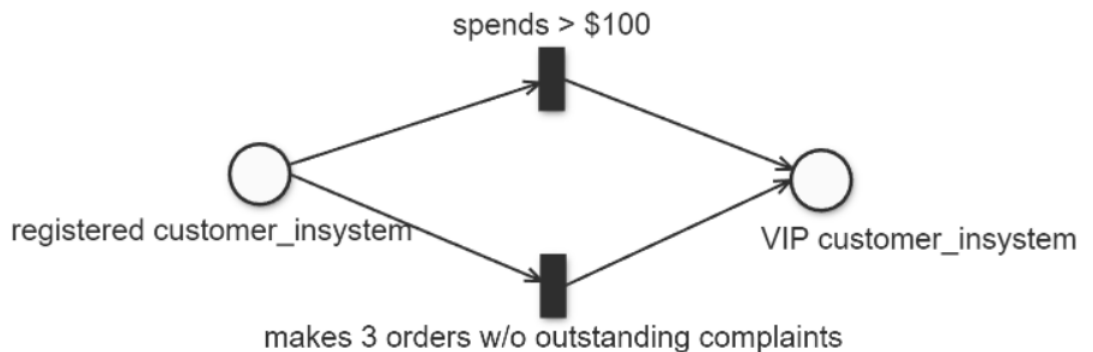 spends > $100
registered customer_insystem
VIP customer_insystem
makes 3 orders w/o outstanding complaints